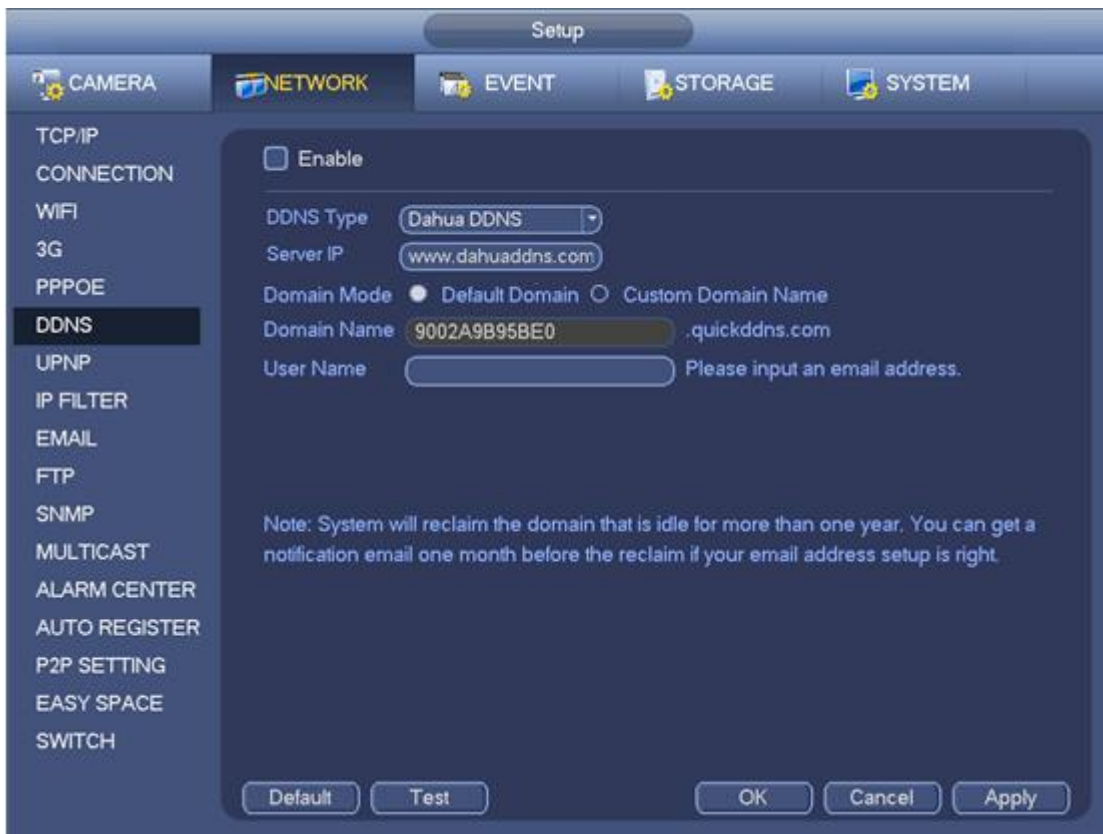 Setup
CAMERA NETWORK EVENT STORAGE SYSTEM
TCP/IP
CONNECTION
WIFI
3G
PPPOE
DDNS
UPNP
IP FILTER
EMAIL
FTP
SNMP
MULTICAST
ALARM CENTER
AUTO REGISTER
P2P SETTING
EASY SPACE
SWITCH
Enable
DDNS Type Dahua DDNS
Server IP www.dahuaddns.com
Domain Mode Default Domain Custom Domain Name
Domain Name 9002A9B95BE0 .quickddns.com
User Name Please input an email address.
Note: System will reclaim the domain that is idle for more than one year. You can get a
notification email one month before the reclaim if your email address setup is right.
Default Test OK Cancel Apply